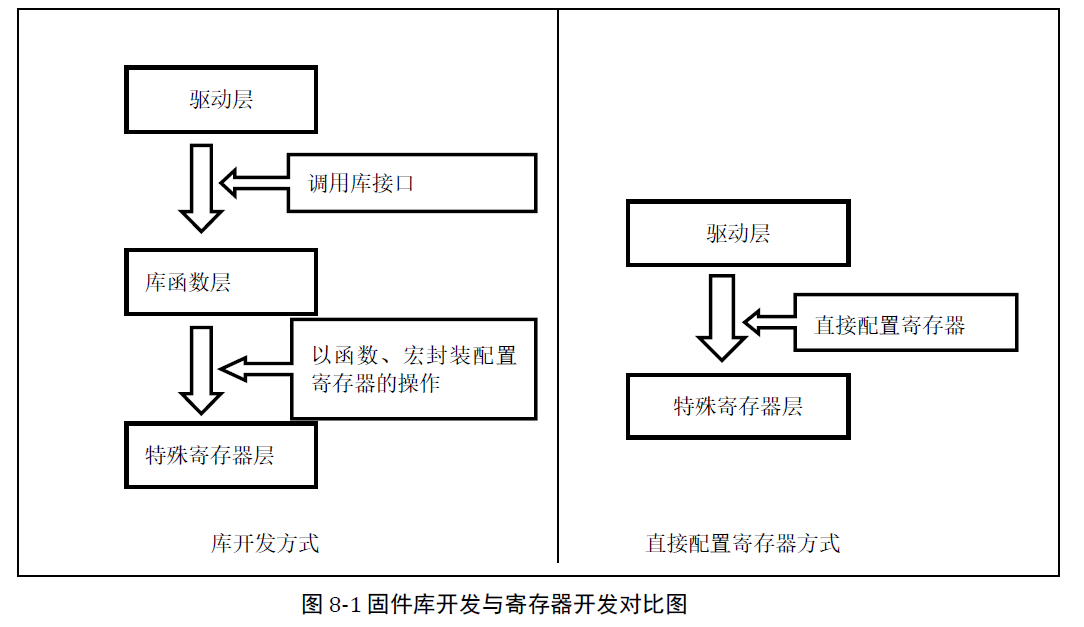 驱动层
调用库接口
库函数层
以函数、宏封装配置
寄存器的操作
特殊寄存器层
库开发方式
驱动层
直接配置寄存器
特殊寄存器层
直接配置寄存器方式
图 8-1 固件库开发与寄存器开发对比图